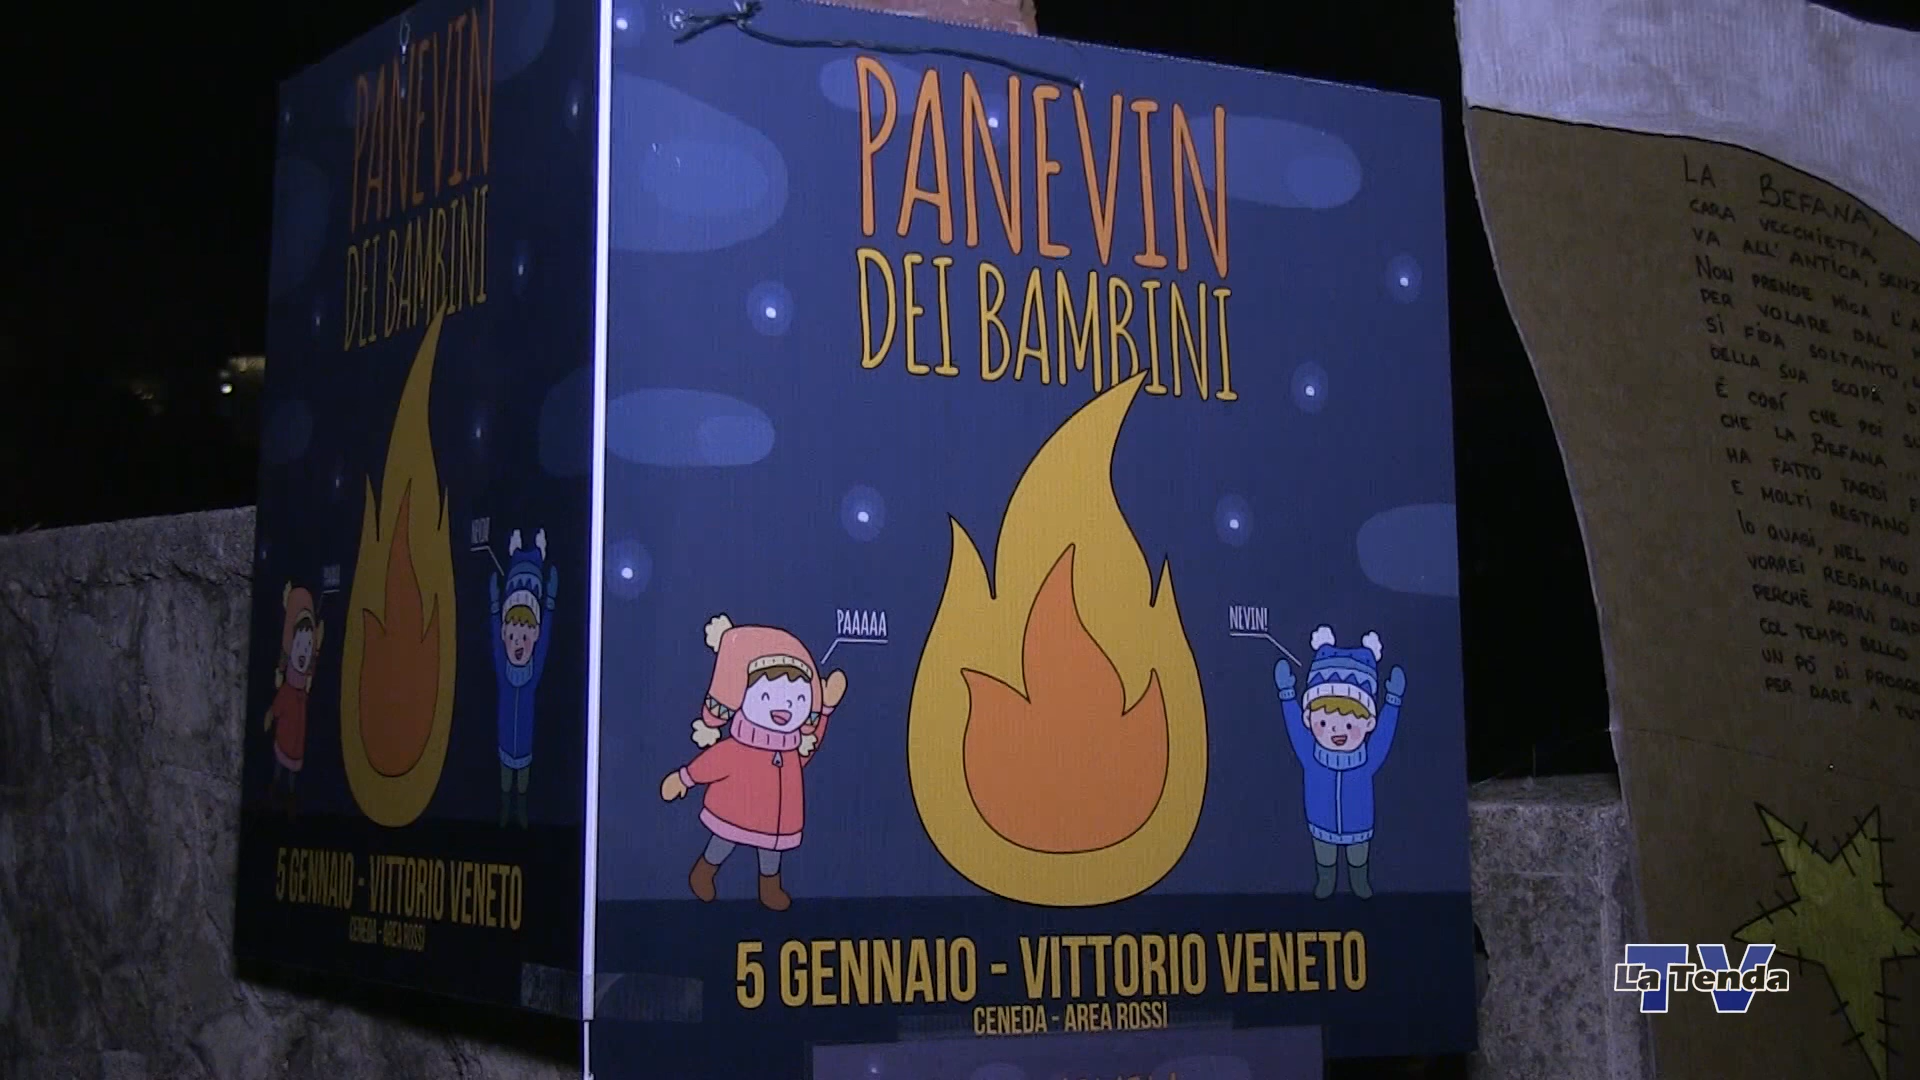 PANEVIN
DEI BAMBINI
NEVIN!
5 GENNAIO - VITTORIO VENETO
CENEDA - AREA ROSSI
PANEVIN
DEI BAMBINI
PAAAAA
NEVIN!
5 GENNAIO - VITTORIO VENETO
CENEDA - AREA ROSSI
LA BEFANA,
CARA VECCHIETTA,
VA ALL'ANTICA,
NON PRENDE MICA
PER VOLARE DAL
SI FIDA SOLTANTO,
DELLA SUA SCOPA
E COSÌ CHE POI
CHE LA BEFANA ...
HA FATTO TARDI
E MOLTI RESTANO
IO QUASI, NEL MIO
VORREI
PERCHÈ ARRIVI
COL TEMPO BELLO
UN PÒ DI
PER DARE A
TV
La Tenda